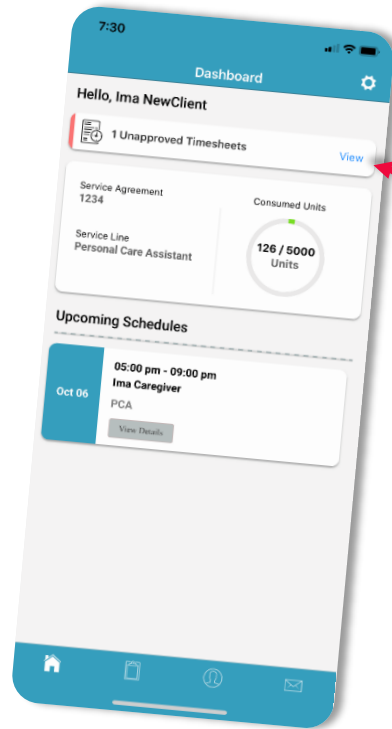 7:30
Dashboard
Hello, Ima NewClient
1 Unapproved Timesheets
View
Service Agreement
1234
Service Line
Personal Care Assistant
Consumed Units
126 / 5000
Units
Upcoming Schedules
Oct 06
05:00 pm - 09:00 pm
Ima Caregiver
PCA
View Details